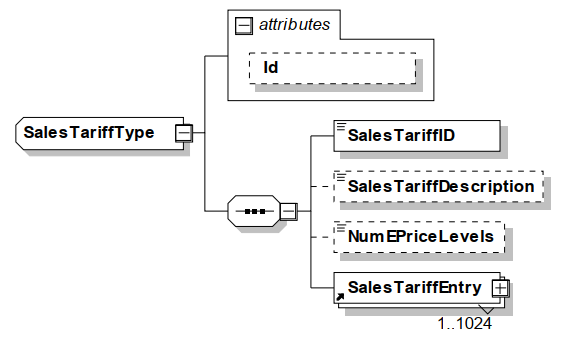 attributes
Id
SalesTariffType
SalesTariffID
SalesTariffDescription
NumEPriceLevels
SalesTariffEntry
1..1024